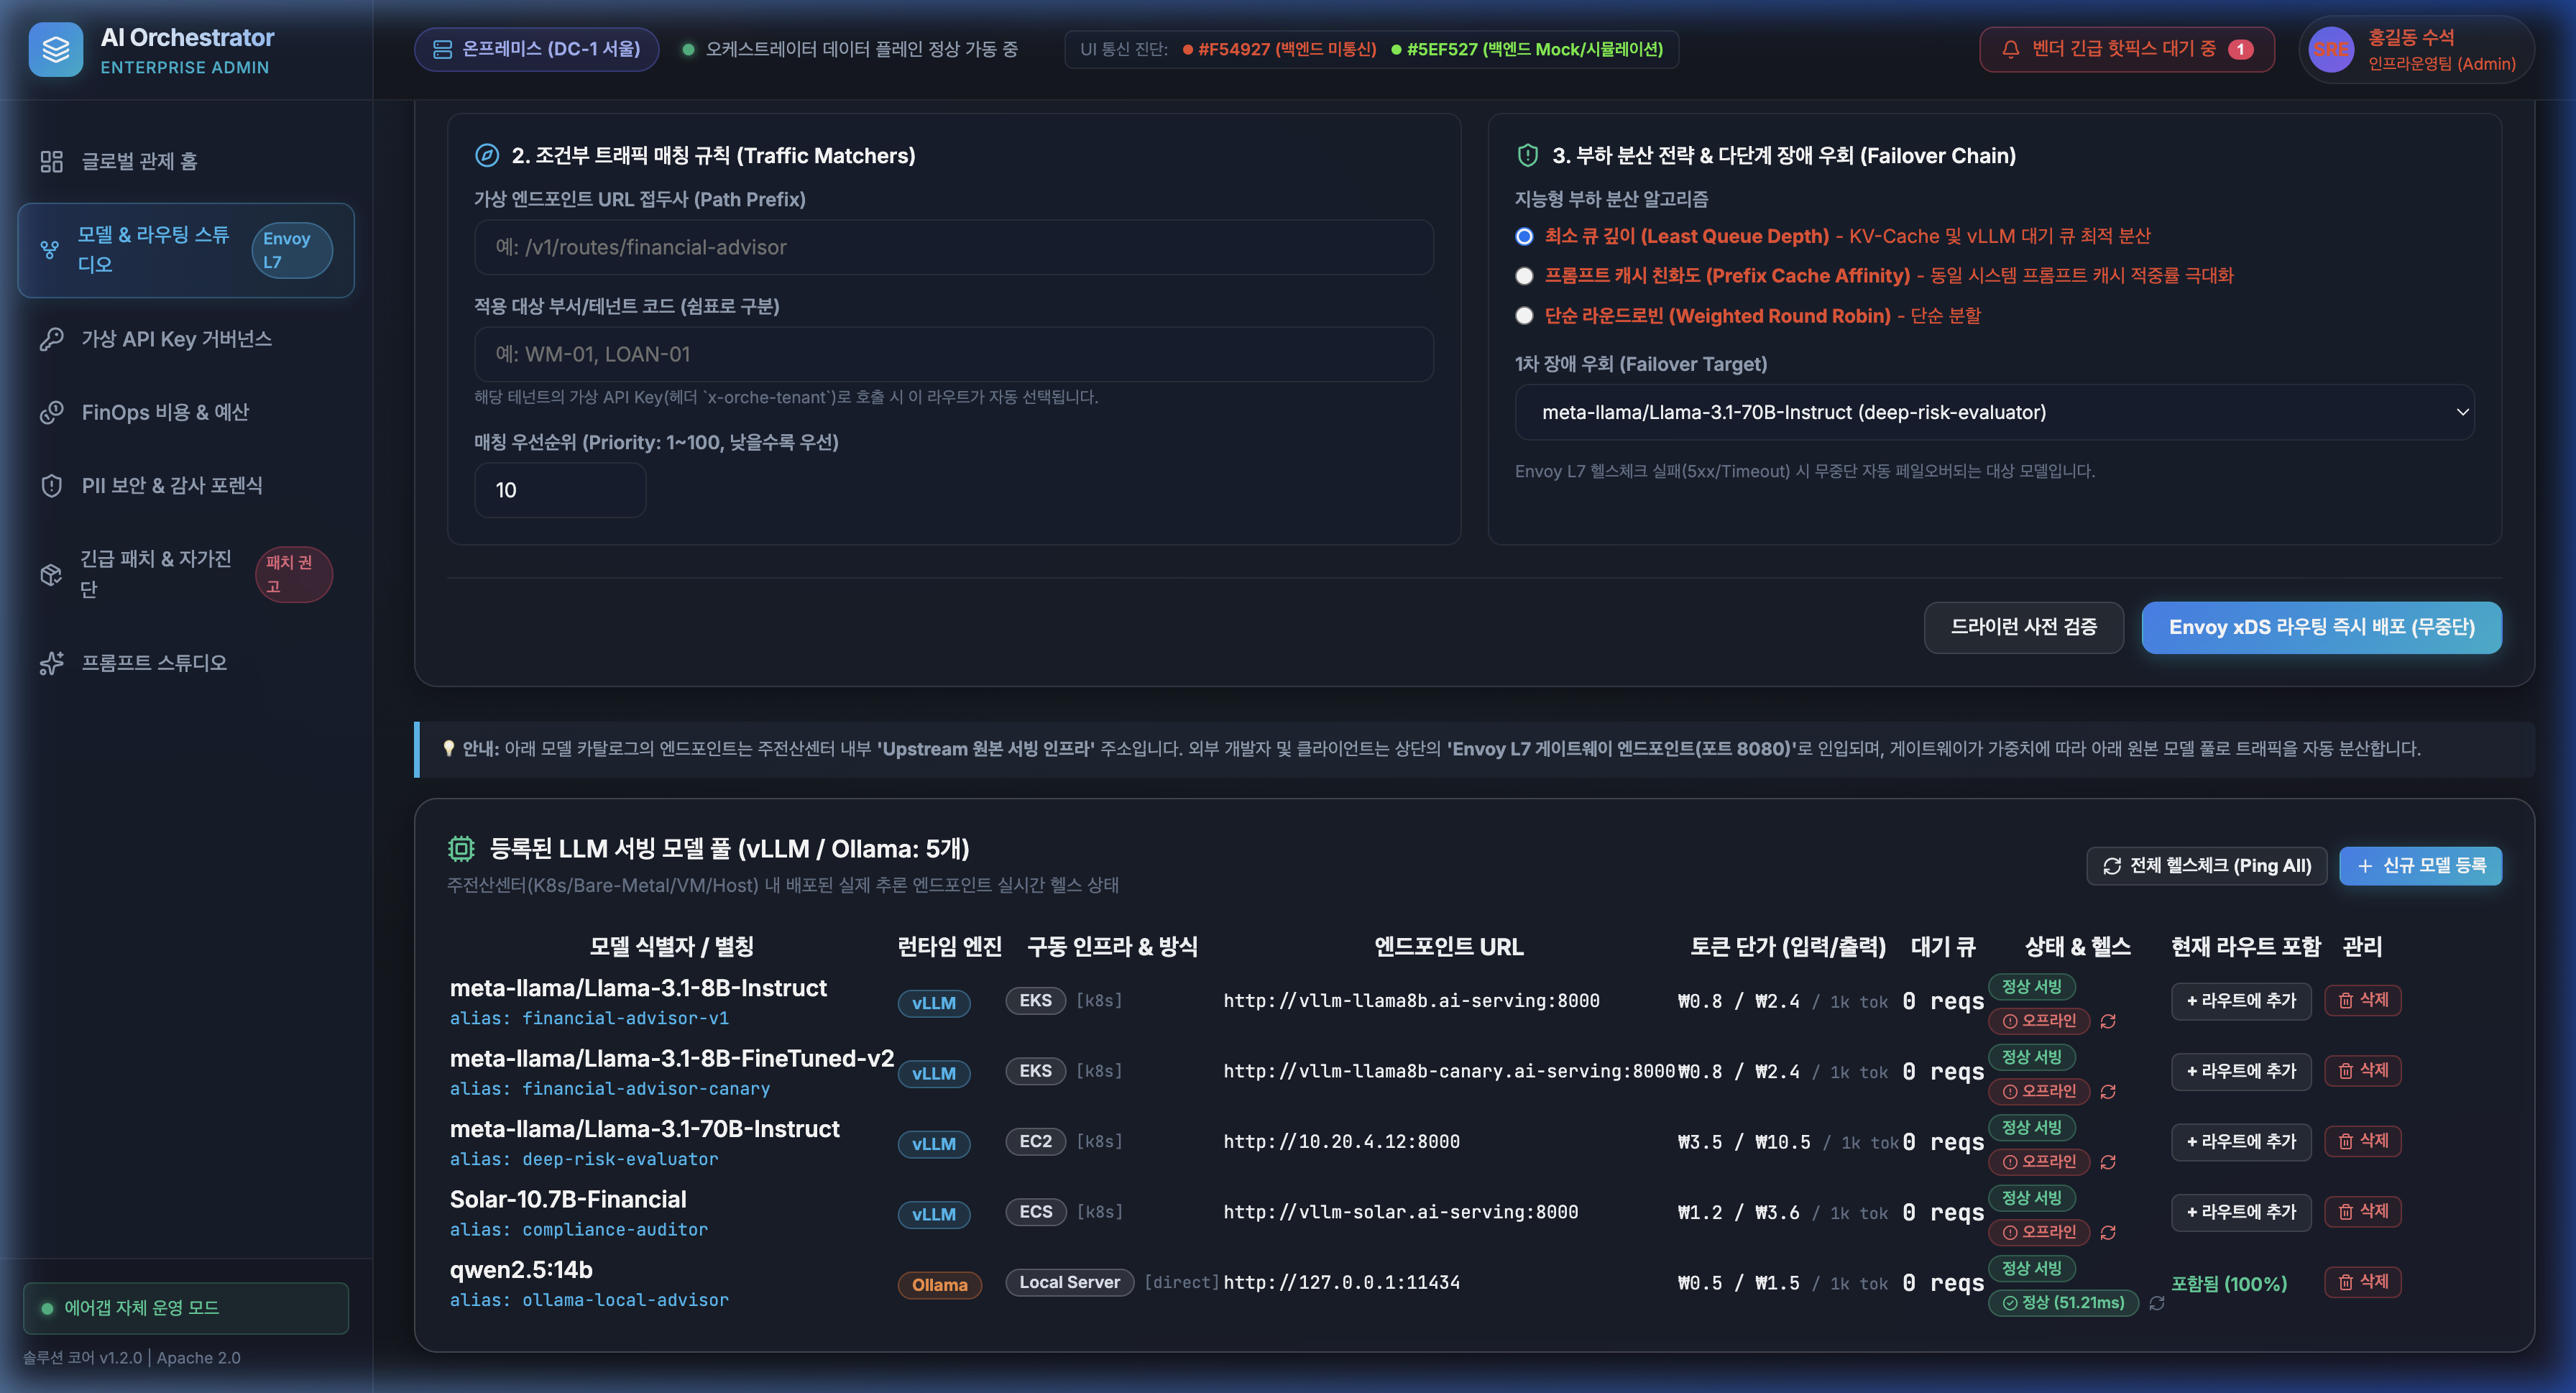 AI Orchestrator
ENTERPRISE ADMIN
글로벌 관제 홈
모델 & 라우팅 스튜
디오
Envoy
L7
가상 API Key 거버넌스
FinOps 비용 & 예산
PII 보안 & 감사 포렌식
긴급 패치 & 자가진
단
패치 권
고
프롬프트 스튜디오
에어갭 자체 운영 모드
솔루션 코어 v1.2.0 | Apache 2.0
온프레미스 (DC-1 서울)
오케스트레이터 데이터 플레인 정상 가동 중
UI 통신 진단: #F54927 (백엔드 미통신) #5EF527 (백엔드 Mock/시뮬레이션)
벤더 긴급 핫픽스 대기 중 1
SRE
홍길동 수석
인프라운영팀 (Admin)
2. 조건부 트래픽 매칭 규칙 (Traffic Matchers)
가상 엔드포인트 URL 접두사 (Path Prefix)
예: /v1/routes/financial-advisor
적용 대상 부서/테넌트 코드 (쉼표로 구분)
예: WM-01, LOAN-01
해당 테넌트의 가상 API Key(헤더 `x-orche-tenant`)로 호출 시 이 라우트가 자동 선택됩니다.
매칭 우선순위 (Priority: 1~100, 낮을수록 우선)
10
3. 부하 분산 전략 & 다단계 장애 우회 (Failover Chain)
지능형 부하 분산 알고리즘
최소 큐 깊이 (Least Queue Depth) - KV-Cache 및 vLLM 대기 큐 최적 분산
프롬프트 캐시 친화도 (Prefix Cache Affinity) - 동일 시스템 프롬프트 캐시 적중률 극대화
단순 라운드로빈 (Weighted Round Robin) - 단순 분할
1차 장애 우회 (Failover Target)
meta-llama/Llama-3.1-70B-Instruct (deep-risk-evaluator)
Envoy L7 헬스체크 실패(5xx/Timeout) 시 무중단 자동 페일오버되는 대상 모델입니다.
드라이런 사전 검증
Envoy xDS 라우팅 즉시 배포 (무중단)
안내: 아래 모델 카탈로그의 엔드포인트는 주전산센터 내부 'Upstream 원본 서빙 인프라' 주소입니다. 외부 개발자 및 클라이언트는 상단의 'Envoy L7 게이트웨이 엔드포인트(포트 8080)'로 인입되며, 게이트웨이가 가중치에 따라 아래 원본 모델 풀로 트래픽을 자동 분산합니다.
등록된 LLM 서빙 모델 풀 (vLLM / Ollama: 5개)
주전산센터(K8s/Bare-Metal/VM/Host) 내 배포된 실제 추론 엔드포인트 실시간 헬스 상태
전체 헬스체크 (Ping All)
+ 신규 모델 등록
모델 식별자 / 별칭 런타임 엔진 구동 인프라 & 방식 엔드포인트 URL 토큰 단가 (입력/출력) 대기 큐 상태 & 헬스 현재 라우트 포함 관리
meta-llama/Llama-3.1-8B-Instruct
alias: financial-advisor-v1
vLLM EKS [k8s] http://vllm-llama8b.ai-serving:8000 ₩0.8 / ₩2.4 / 1k tok 0 reqs
정상 서빙
오프라인
+ 라우트에 추가 삭제
meta-llama/Llama-3.1-8B-FineTuned-v2
alias: financial-advisor-canary
vLLM EKS [k8s] http://vllm-llama8b-canary.ai-serving:8000 ₩0.8 / ₩2.4 / 1k tok 0 reqs
정상 서빙
오프라인
+ 라우트에 추가 삭제
meta-llama/Llama-3.1-70B-Instruct
alias: deep-risk-evaluator
vLLM EC2 [k8s] http://10.20.4.12:8000 ₩3.5 / ₩10.5 / 1k tok 0 reqs
정상 서빙
오프라인
+ 라우트에 추가 삭제
Solar-10.7B-Financial
alias: compliance-auditor
vLLM ECS [k8s] http://vllm-solar.ai-serving:8000 ₩1.2 / ₩3.6 / 1k tok 0 reqs
정상 서빙
오프라인
+ 라우트에 추가 삭제
qwen2.5:14b
alias: ollama-local-advisor
Ollama Local Server [direct] http://127.0.0.1:11434 ₩0.5 / ₩1.5 / 1k tok 0 reqs
정상 서빙
정상 (51.21ms)
포함됨 (100%) 삭제